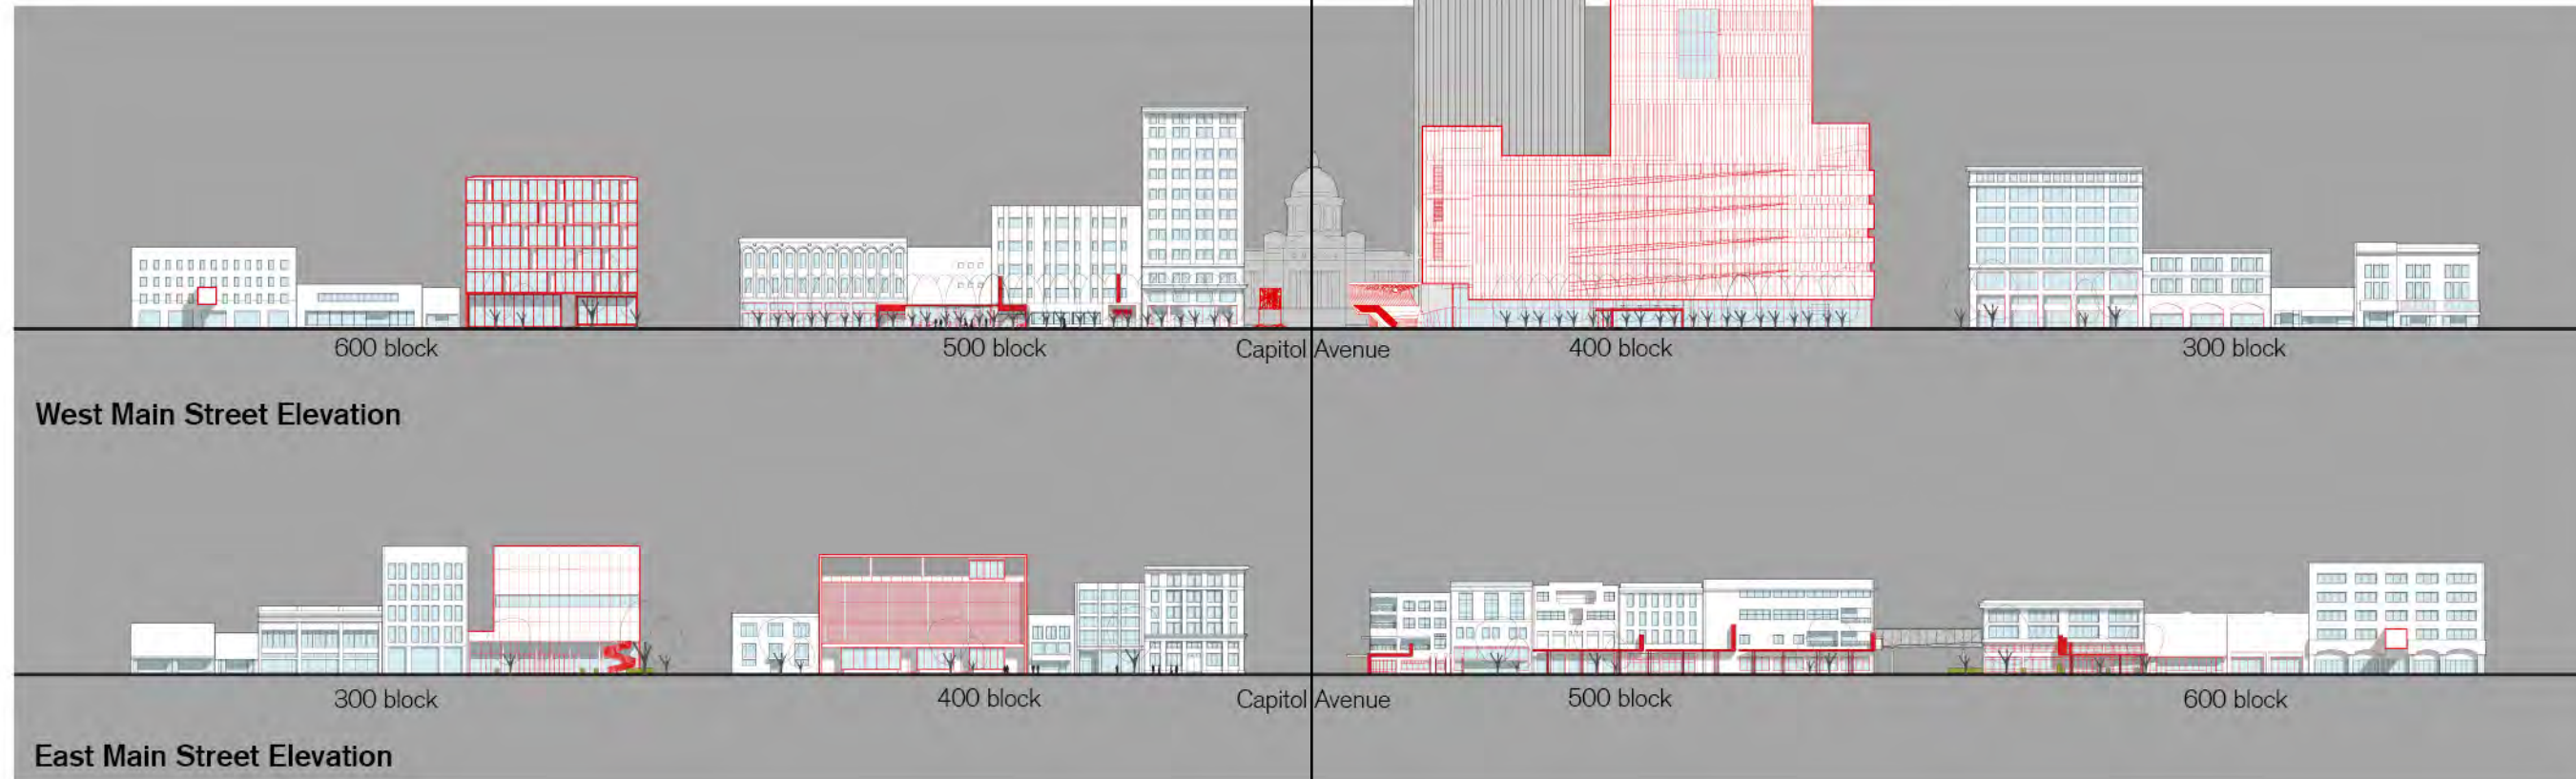 600 block
500 block
Capitol Avenue
400 block
300 block
West Main Street Elevation
300 block
400 block
Capitol Avenue
500 block
600 block
East Main Street Elevation